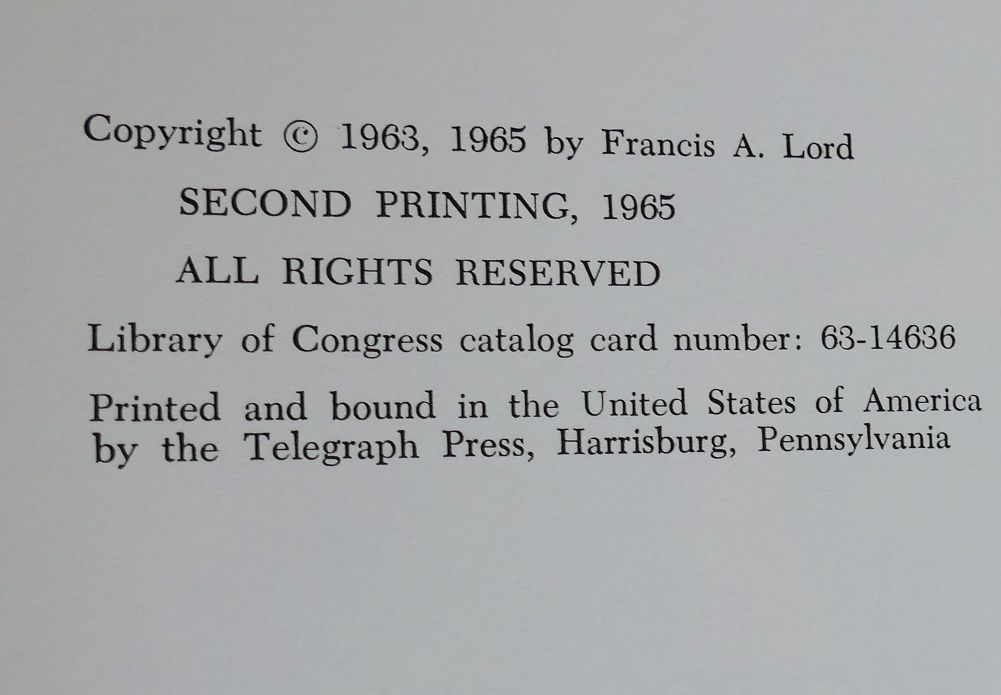 Copyright © 1963, 1965 by Francis A. Lord
SECOND PRINTING, 1965
ALL RIGHTS RESERVED
Library of Congress catalog card number: 63-14636
Printed and bound in the United States of America
by the Telegraph Press, Harrisburg, Pennsylvania